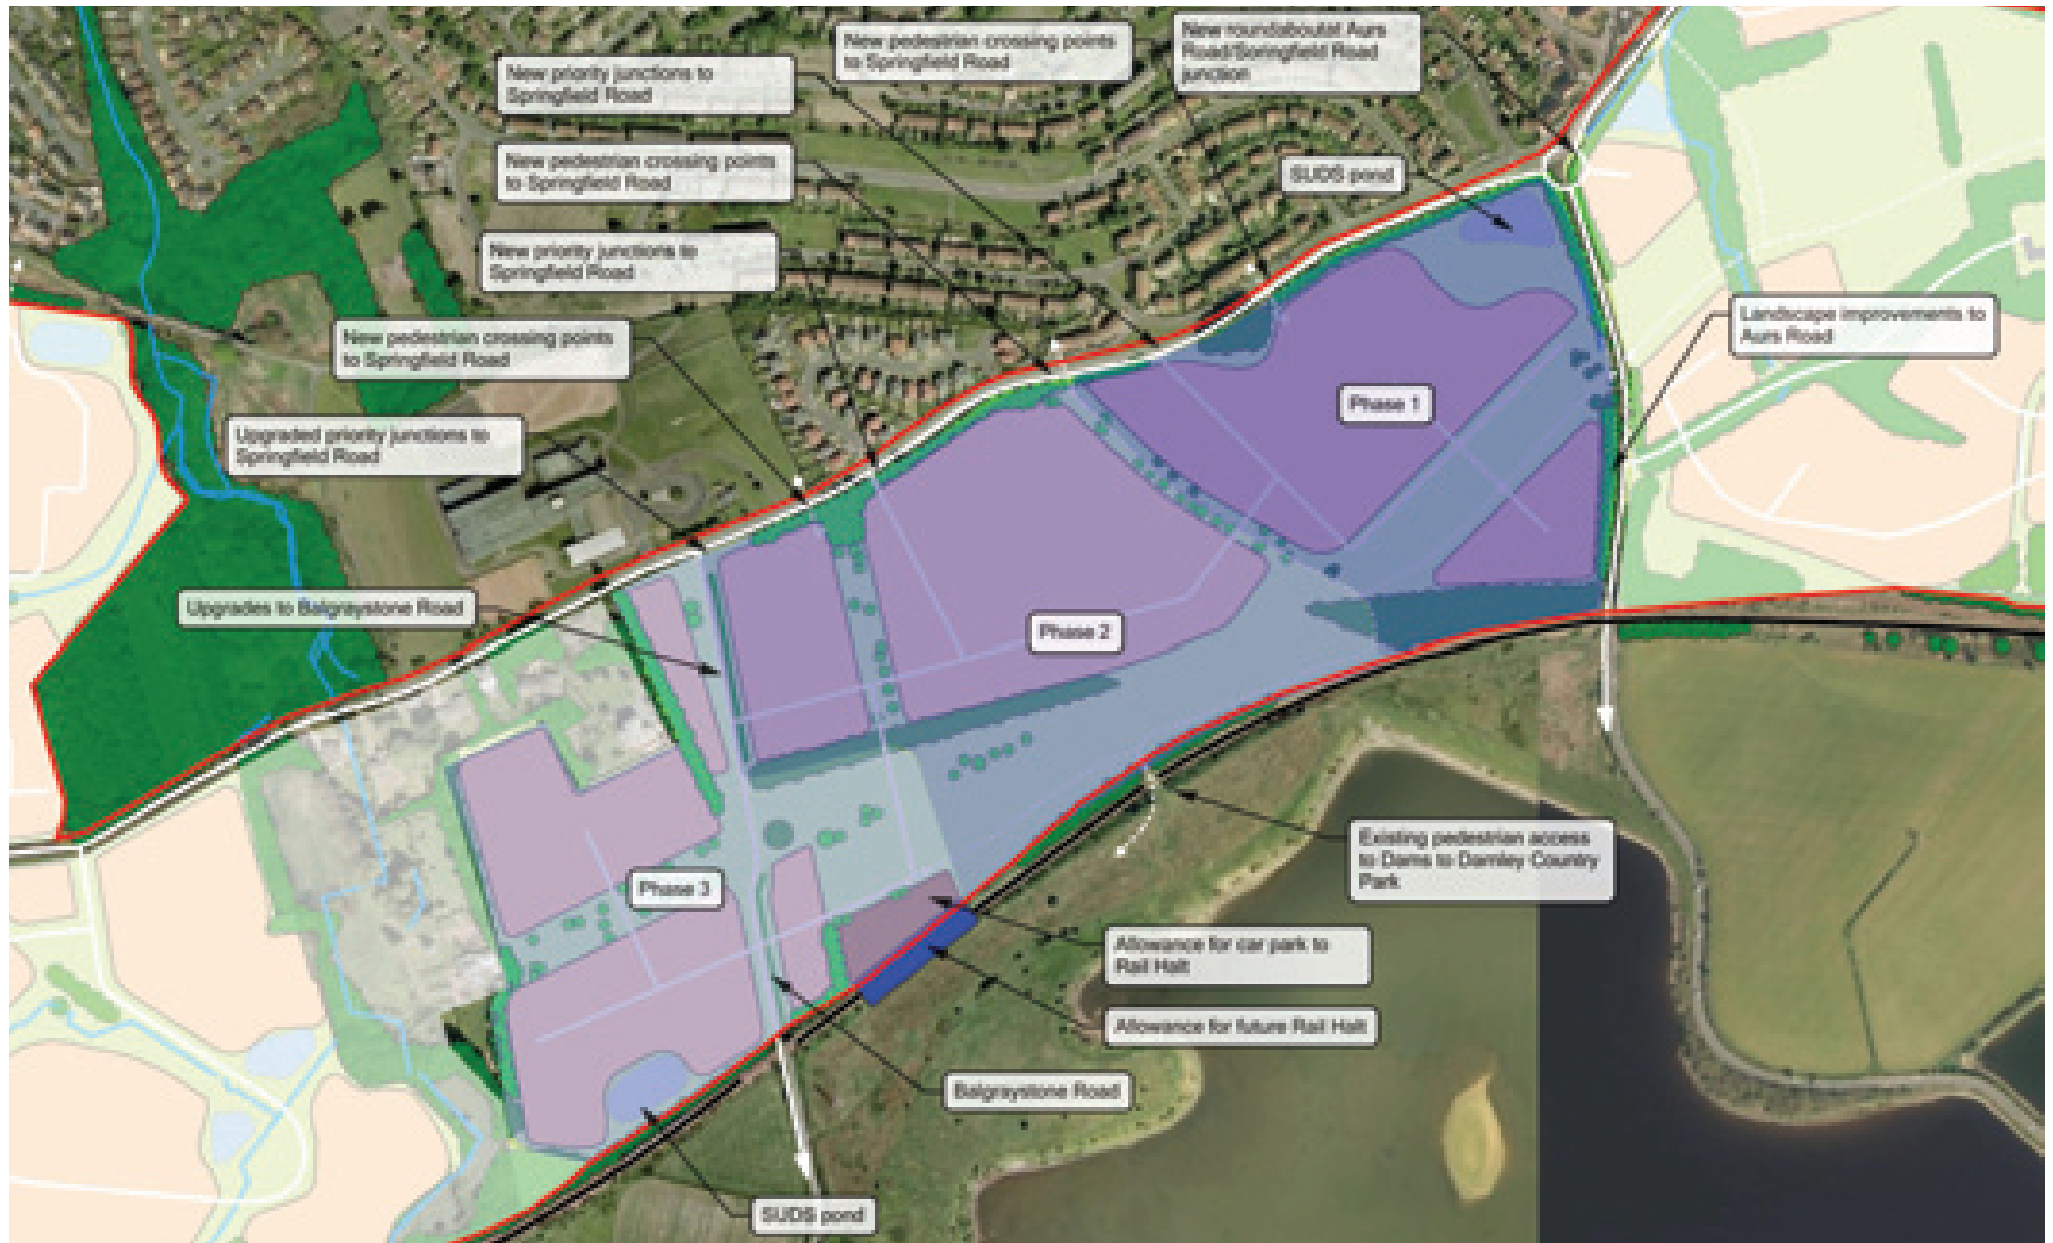 New pedestrian crossing points
to Springfield Road
New roundaboutat Aurs
Road/Springfield Road
junction
New priority junctions to
Springfield Road
New pedestrian crossing points
to Springfield Road
SUDS pond
New priority junctions to
Springfield Road
New pedestrian crossing points
to Springfield Road
Landscape improvements to
Aurs Road
Upgraded priority junctions to
Springfield Road
Phase 1
Upgrades to Balgraystone Road
Phase 2
Existing pedestrian access
to Dams to Darnley Country
Park
Phase 3
Allowance for car park to
Rail Halt
Allowance for future Rail Halt
Balgraystone Road
SUDS pond